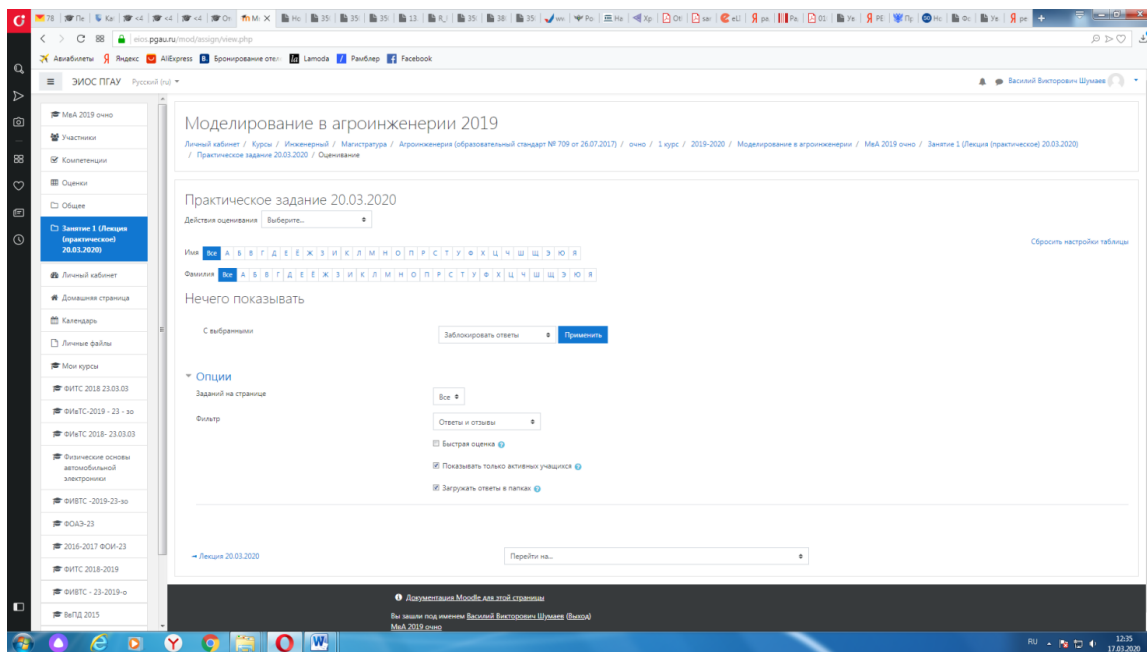 eios.pgau.ru/mod/assign/view.php
Авиабилеты Яндекс AliExpress Бронирование отел Lamoda Рамблер Facebook
ЭИОС ПГАУ Русский (ru)
Василий Викторович Шумаев
МвА 2019 очно
Участники
Компетенции
Оценки
Общее
Занятие 1 (Лекция
(практическое)
20.03.2020)
Личный кабинет
Домашняя страница
Календарь
Личные файлы
Мои курсы
ФИТС 2018 23.03.03
ФИвТС-2019 - 23 - зо
ФИвТС 2018- 23.03.03
Физические основы
автомобильной
электроники
ФИВТС -2019-23-зо
ФОАЭ-23
2016-2017 ФОИ-23
ФИТС 2018-2019
ФИВТС - 23-2019-о
ВвПД 2015
Моделирование в агроинженерии 2019
Личный кабинет / Курсы / Инженерный / Магистратура / Агроинженерия (образовательный стандарт № 709 от 26.07.2017) / очно / 1 курс / 2019-2020 / Моделирование в агроинженерии / МвА 2019 очно / Занятие 1 (Лекция (практическое) 20.03.2020)
/ Практическое задание 20.03.2020 / Оценивание
Практическое задание 20.03.2020
Действия оценивания Выберите...
Сбросить настройки таблицы
Имя Все А Б В Г Д Е Ё Ж З И К Л М Н О П Р С Т У Ф Х Ц Ч Ш Щ Э Ю Я
Фамилия Все А Б В Г Д Е Ё Ж З И К Л М Н О П Р С Т У Ф Х Ц Ч Ш Щ Э Ю Я
Нечего показывать
С выбранными Заблокировать ответы Применить
Опции
Заданий на странице Все
Фильтр Ответы и отзывы
Быстрая оценка
Показывать только активных учащихся
Загружать ответы в папках
→ Лекция 20.03.2020 Перейти на...
Документация Moodle для этой страницы
Вы зашли под именем Василий Викторович Шумаев (Выход)
МвА 2019 очно
RU 12:35
17.03.2020